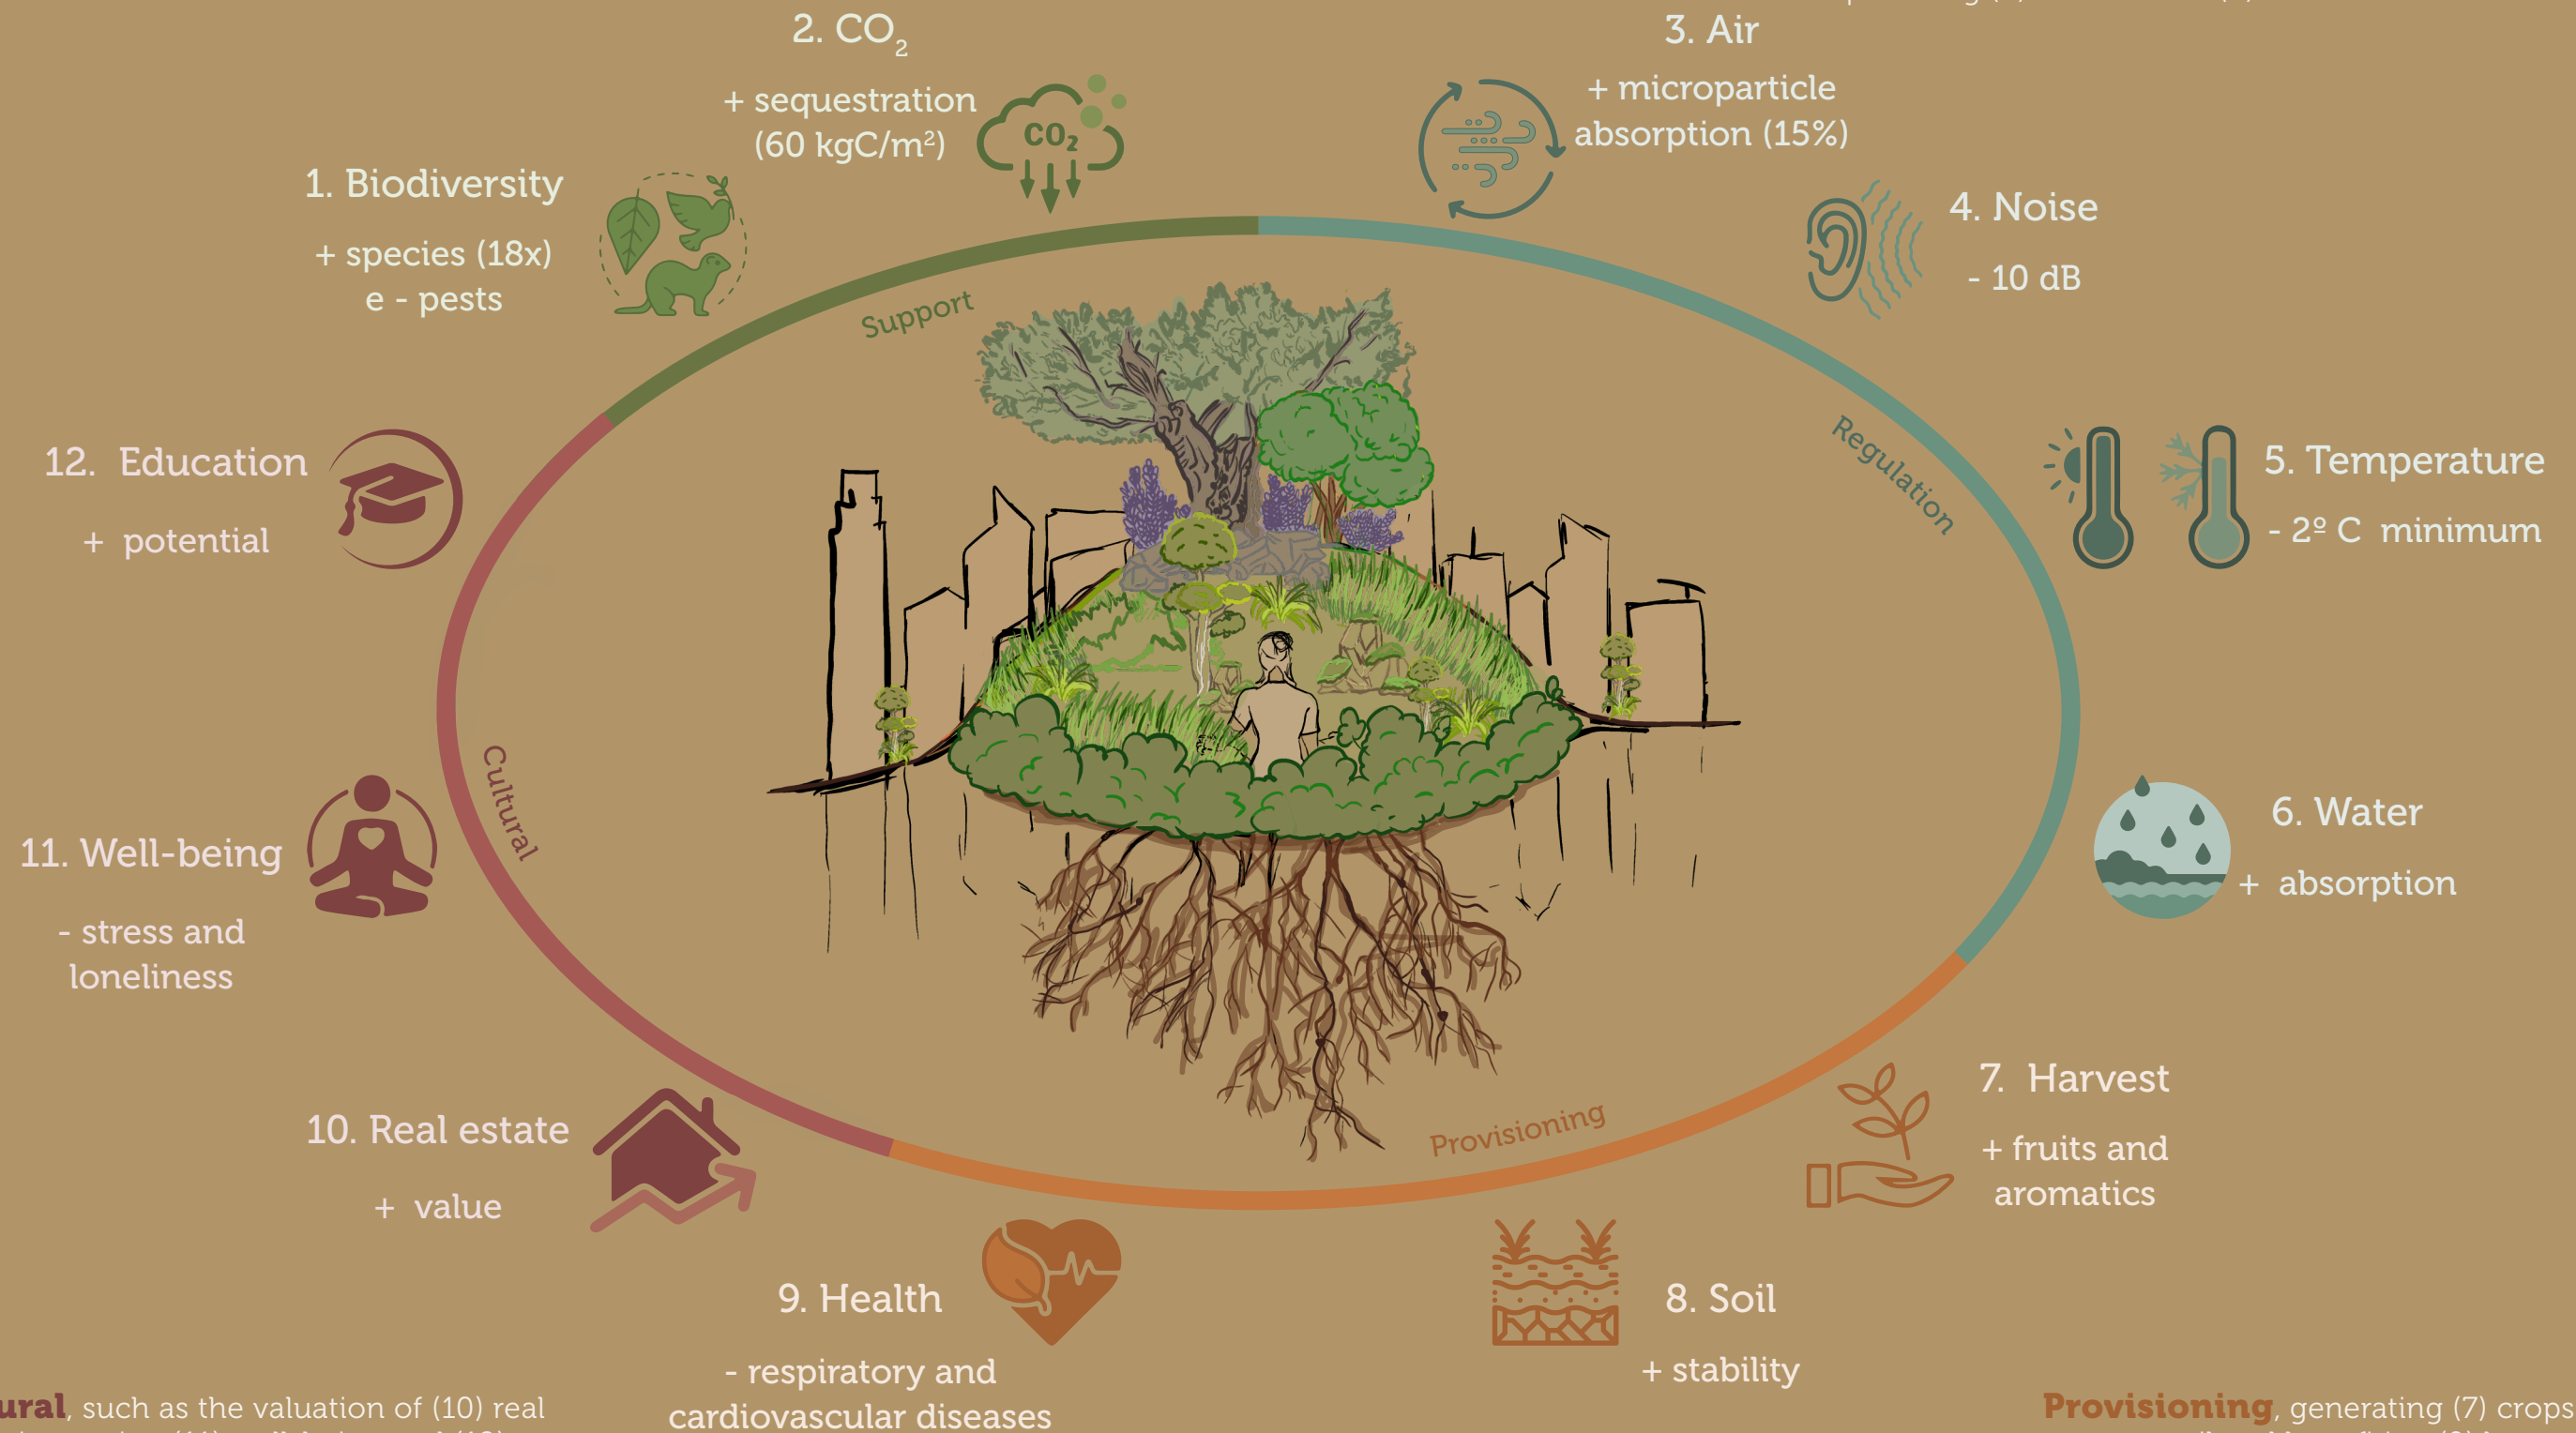 2. CO₂
+ sequestration
(60 kgC/m²)
CO₂
3. Air
+ microparticle
absorption (15%)
1. Biodiversity
+ species (18x)
e - pests
4. Noise
- 10 dB
Support
Regulation
12. Education
+ potential
5. Temperature
- 2º C minimum
Cultural
11. Well-being
- stress and
loneliness
6. Water
+ absorption
Provisioning
10. Real estate
+ value
7. Harvest
+ fruits and
aromatics
9. Health
- respiratory and
cardiovascular diseases
8. Soil
+ stability
ural, such as the valuation of (10) real
Provisioning, generating (7) crops